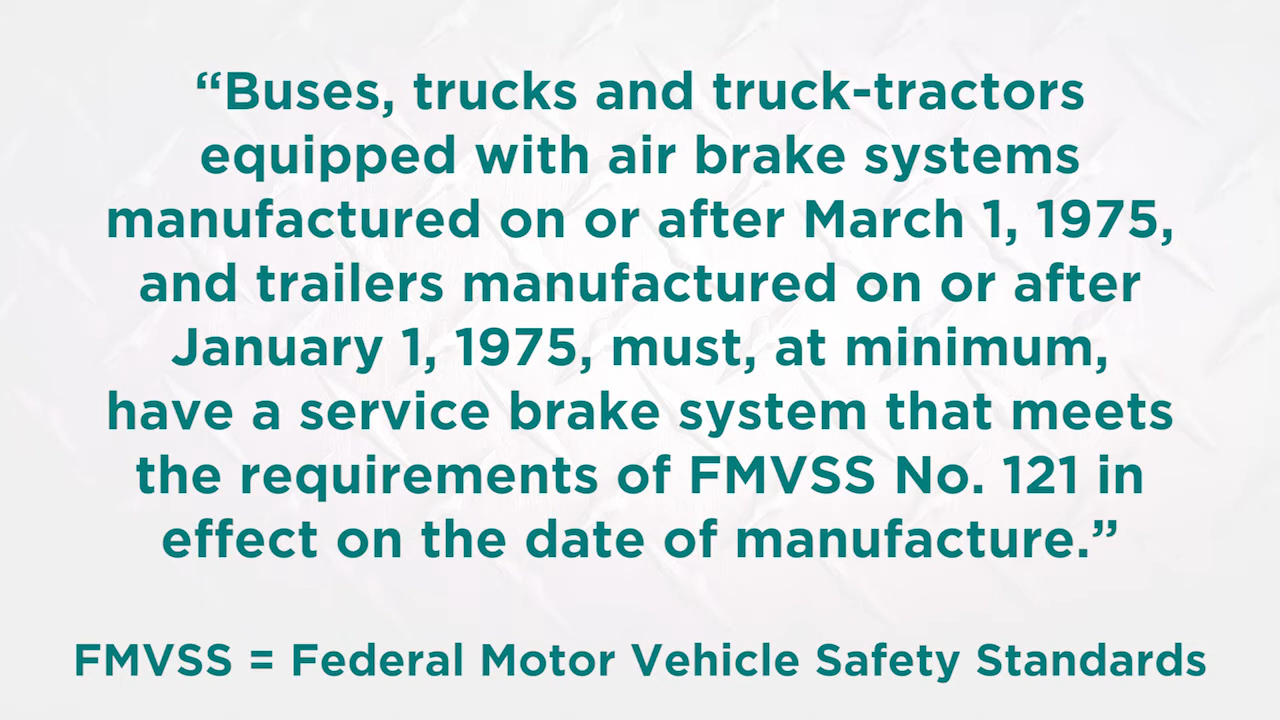 “Buses, trucks and truck-tractors
equipped with air brake systems
manufactured on or after March 1, 1975,
and trailers manufactured on or after
January 1, 1975, must, at minimum,
have a service brake system that meets
the requirements of FMVSS No. 121 in
effect on the date of manufacture.”
FMVSS = Federal Motor Vehicle Safety Standards